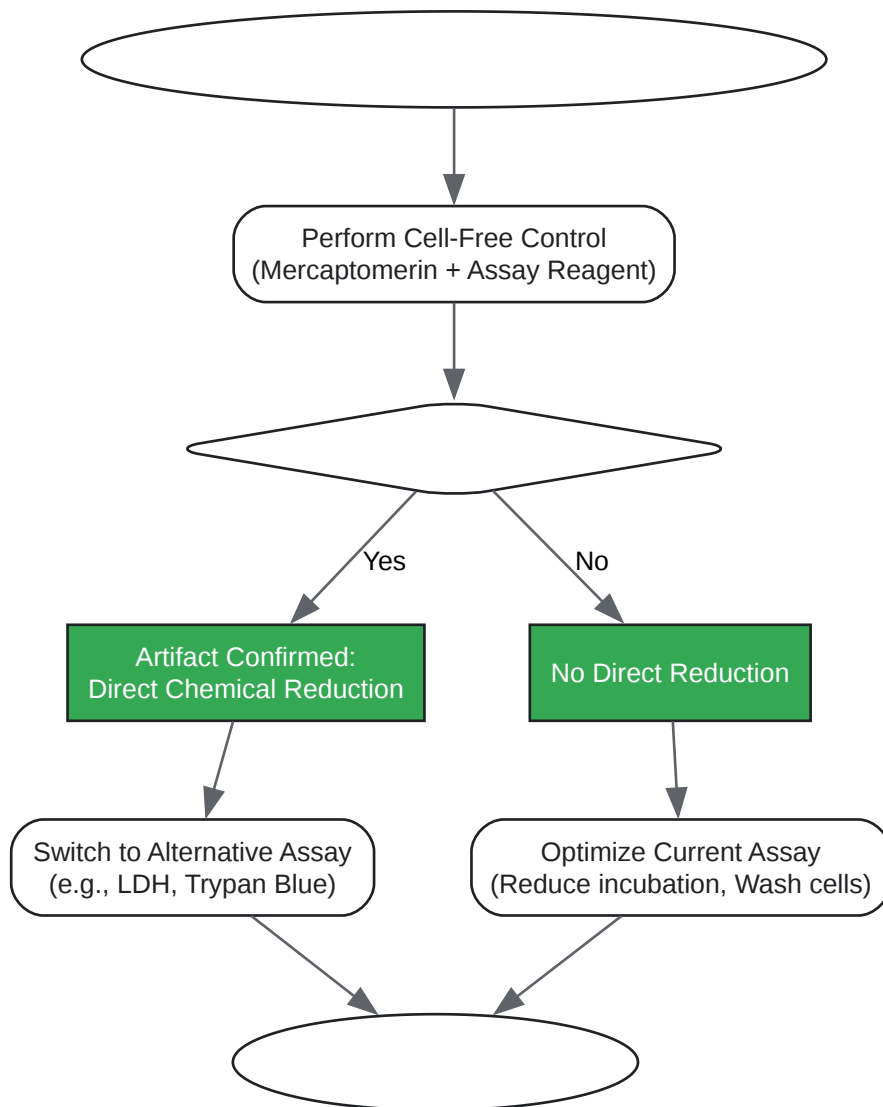 Perform Cell-Free Control
(Mercaptomerin + Assay Reagent)
Yes
No
Artifact Confirmed:
Direct Chemical Reduction
No Direct Reduction
Switch to Alternative Assay
(e.g., LDH, Trypan Blue)
Optimize Current Assay
(Reduce incubation, Wash cells)